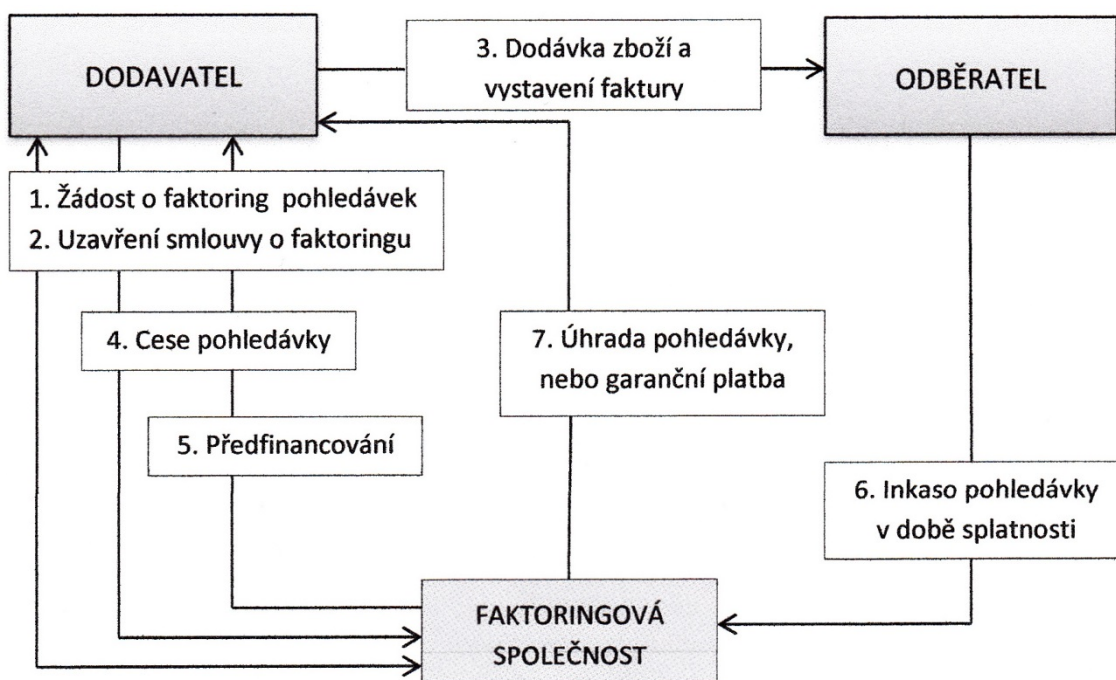 DODAVATEL
3. Dodávka zboží a
vystavení faktury
ODBĚRATEL
1. Žádost o faktoring pohledávek
2. Uzavření smlouvy o faktoringu
4. Cese pohledávky
7. Úhrada pohledávky,
nebo garanční platba
5. Předfinancování
6. Inkaso pohledávky
v době splatnosti
FAKTORINGOVÁ
SPOLEČNOST